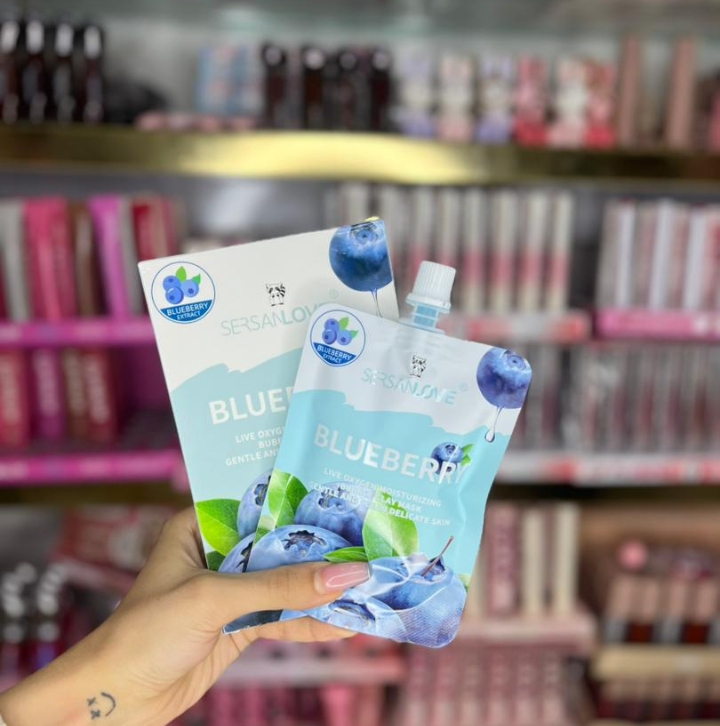 BLUEBERRY
EXTRACT
SERSANLOVE
BLUE
LIVE OXYG
BUB
GENTLE AN
BLUEBERRY
EXTRACT
SERSANLOVE
BLUEBERRY
LIVE OXYGEN MOISTURIZING
GENTLE AND DELICATE SKIN